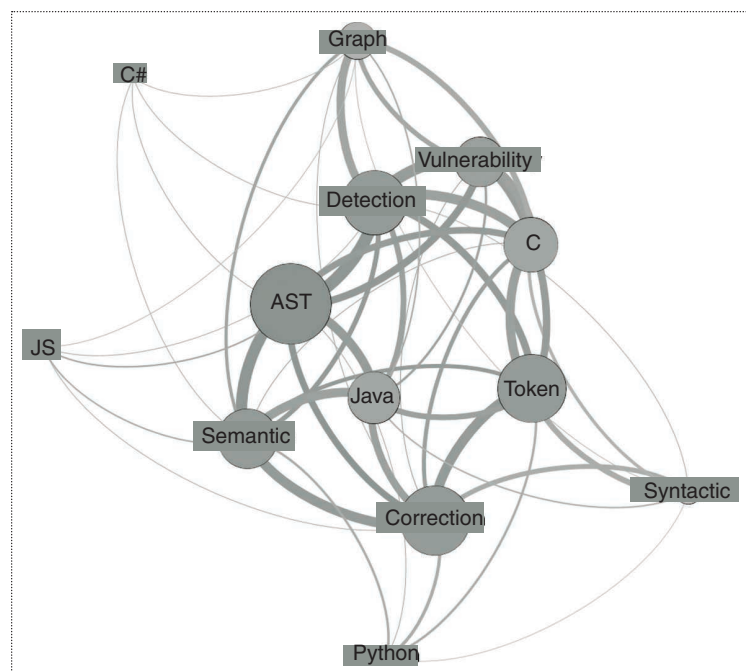 Graph
C#
Vulnerability
Detection
C
AST
JS
Java
Token
Semantic
Syntactic
Correction
Python